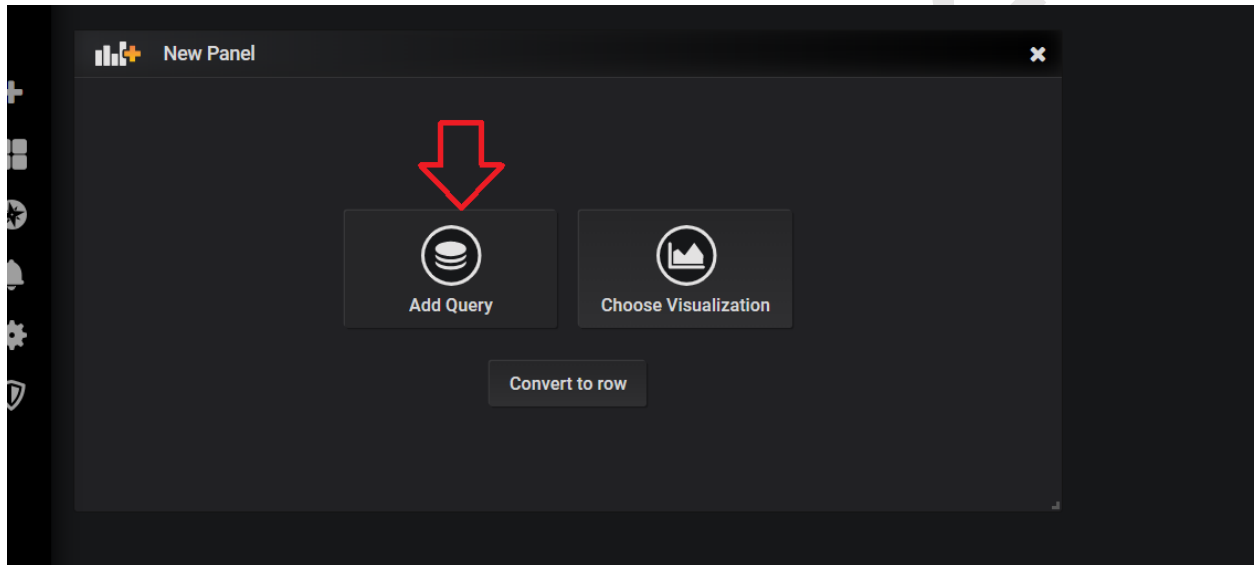 New Panel
Add Query
Choose Visualization
Convert to row